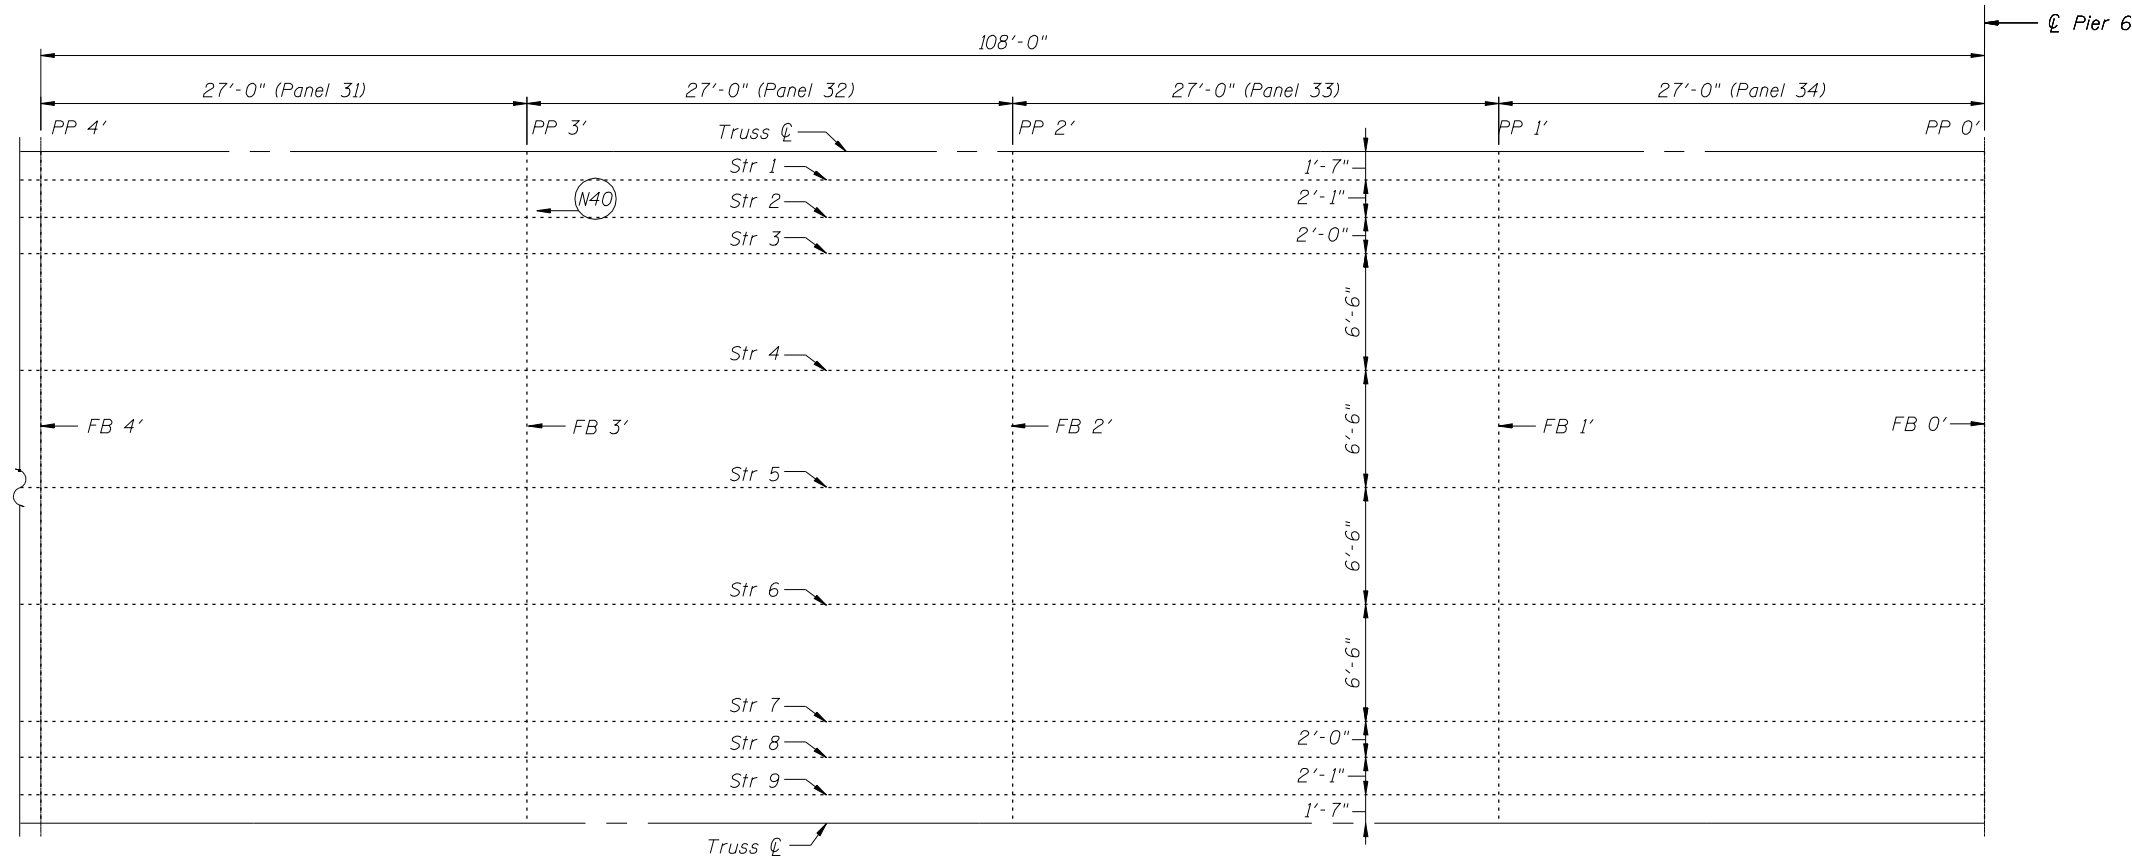 ℄ Pier 6
108'-0"
27'-0" (Panel 31)
27'-0" (Panel 32)
27'-0" (Panel 33)
27'-0" (Panel 34)
PP 4'
PP 3'
Truss ℄
PP 2'
PP 1'
PP 0'
Str 1
1'-7"
N40
Str 2
2'-1"
Str 3
2'-0"
6'-6"
Str 4
FB 4'
FB 3'
FB 2'
6'-6"
FB 1'
FB 0'
Str 5
6'-6"
Str 6
6'-6"
Str 7
Str 8
2'-0"
Str 9
2'-1"
1'-7"
Truss ℄